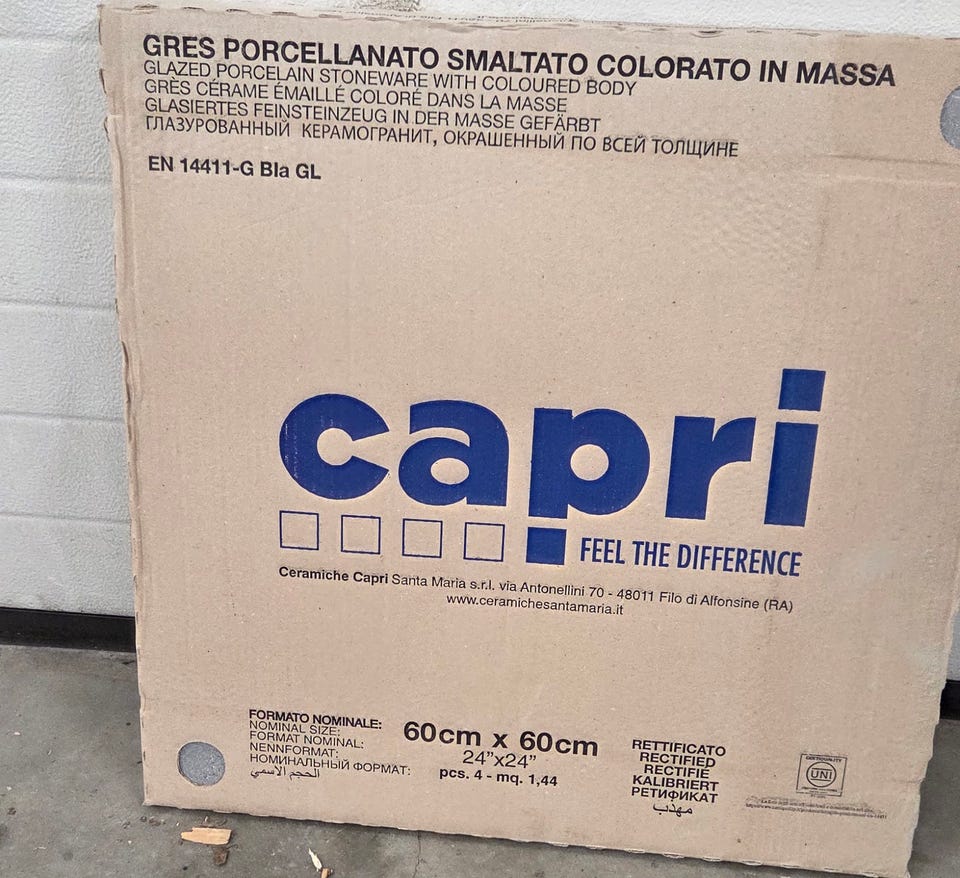 GRES PORCELLANATO SMALTATO COLORATO IN MASSA
GLAZED PORCELAIN STONEWARE WITH COLOURED BODY
GRÈS CÉRAME ÉMAILLÉ COLORÉ DANS LA MASSE
GLASIERTES FEINSTEINZEUG IN DER MASSE GEFÄRBT
ГЛАЗУРОВАННЫЙ КЕРАМОГРАНИТ, ОКРАШЕННЫЙ ПО ВСЕЙ ТОЛЩИНЕ
EN 14411-G BIa GL
capri
FEEL THE DIFFERENCE
Ceramiche Capri Santa Maria s.r.l. via Antonellini 70 - 48011 Filo di Alfonsine (RA)
www.ceramichesantamaria.it
FORMATO NOMINALE:
NOMINAL SIZE:
FORMAT NOMINAL:
NENNFORMAT:
НОМИНАЛЬНЫЙ ФОРМАТ:
الحجم الاسمي
60cm x 60cm
24”x24”
pcs. 4 - mq. 1,44
RETTIFICATO
RECTIFIED
RECTIFIÉ
KALIBRIERT
РЕТИФИКАТ
مهذب
CERTIQUALITY
UNI